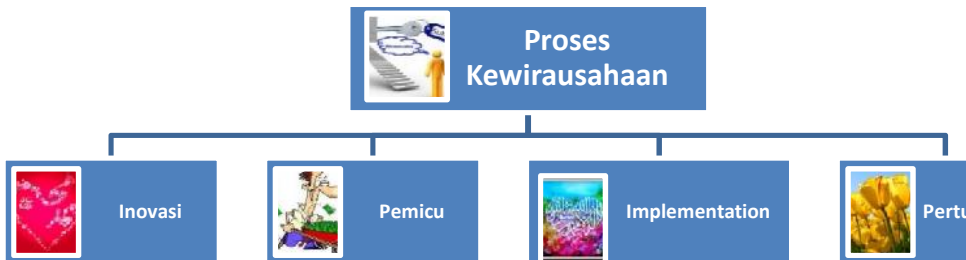 Proses
Kewirausahaan
Inovasi
Pemicu
Implementation